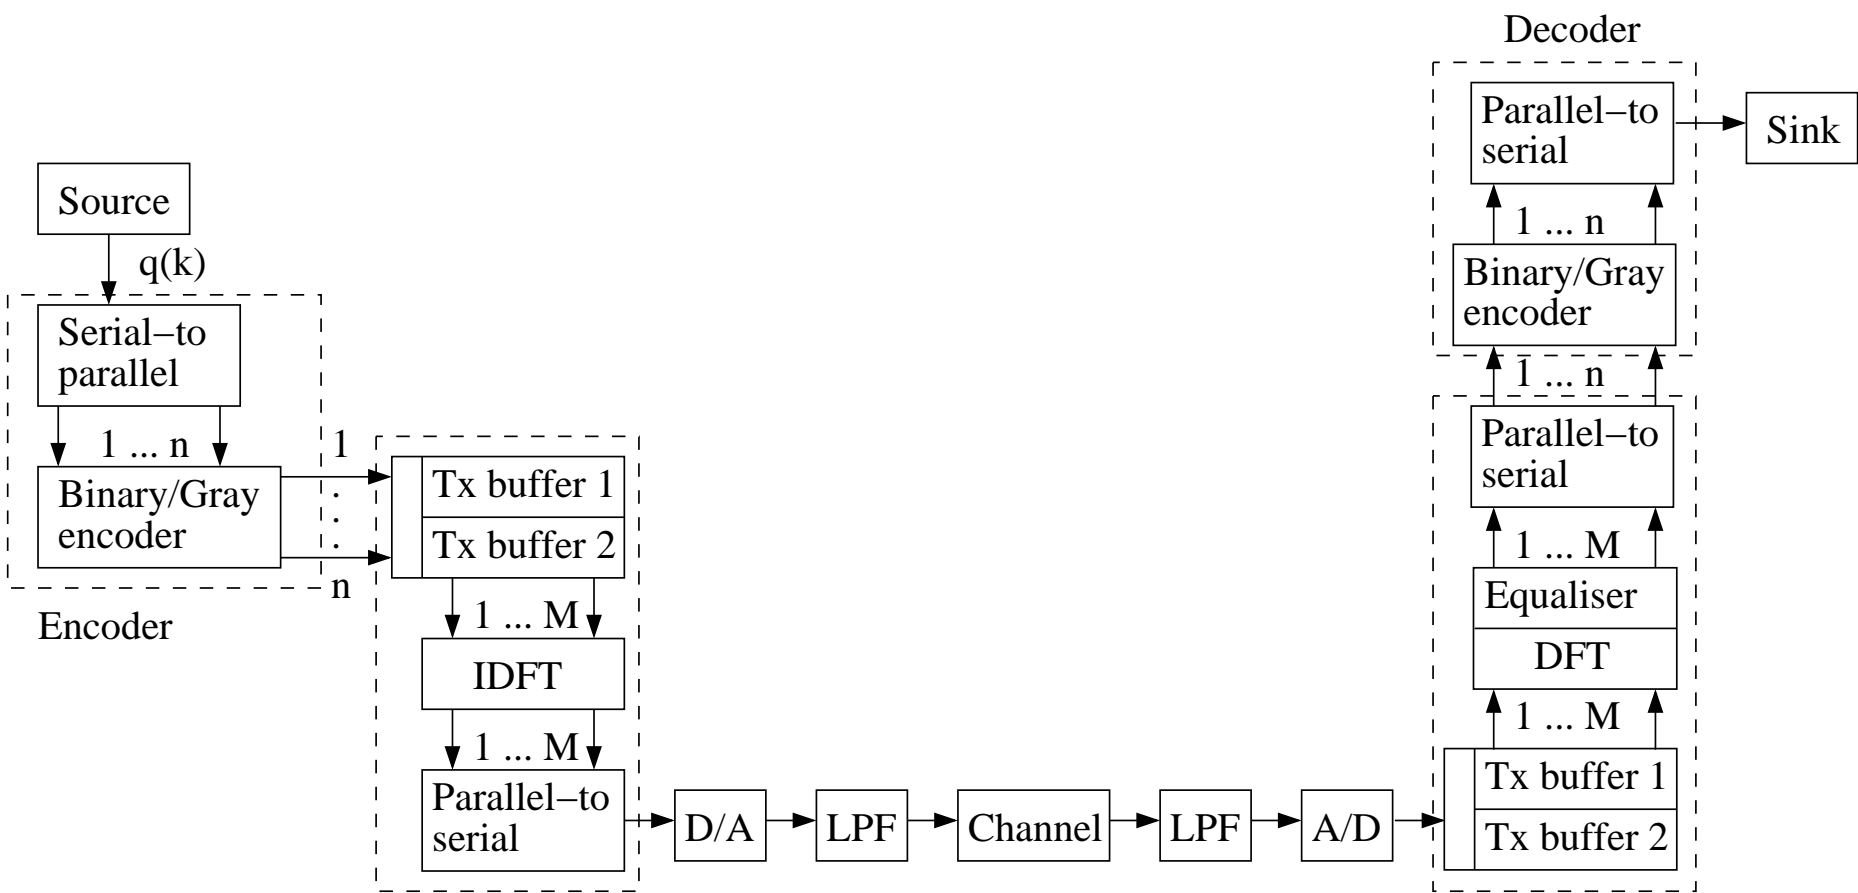 Source
q(k)
Serial–to
parallel
1 ... n
Binary/Gray
encoder
Encoder
1
.
.
.
n
Tx buffer 1
Tx buffer 2
1 ... M
IDFT
1 ... M
Parallel–to
serial
D/A
LPF
Channel
LPF
A/D
Tx buffer 1
Tx buffer 2
1 ... M
DFT
Equaliser
1 ... M
Parallel–to
serial
1 ... n
Binary/Gray
encoder
1 ... n
Parallel–to
serial
Decoder
Sink